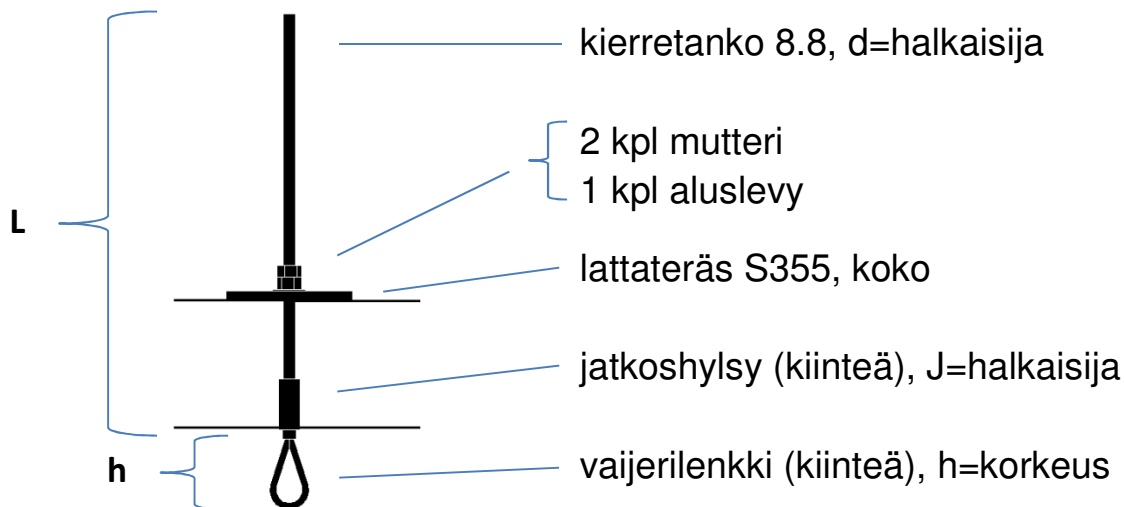 kierretanko 8.8, d=halkaisija
2 kpl mutteri
1 kpl aluslevy
L
lattateräs S355, koko
jatkoshylsy (kiinteä), J=halkaisija
h
vaijerilenkki (kiinteä), h=korkeus